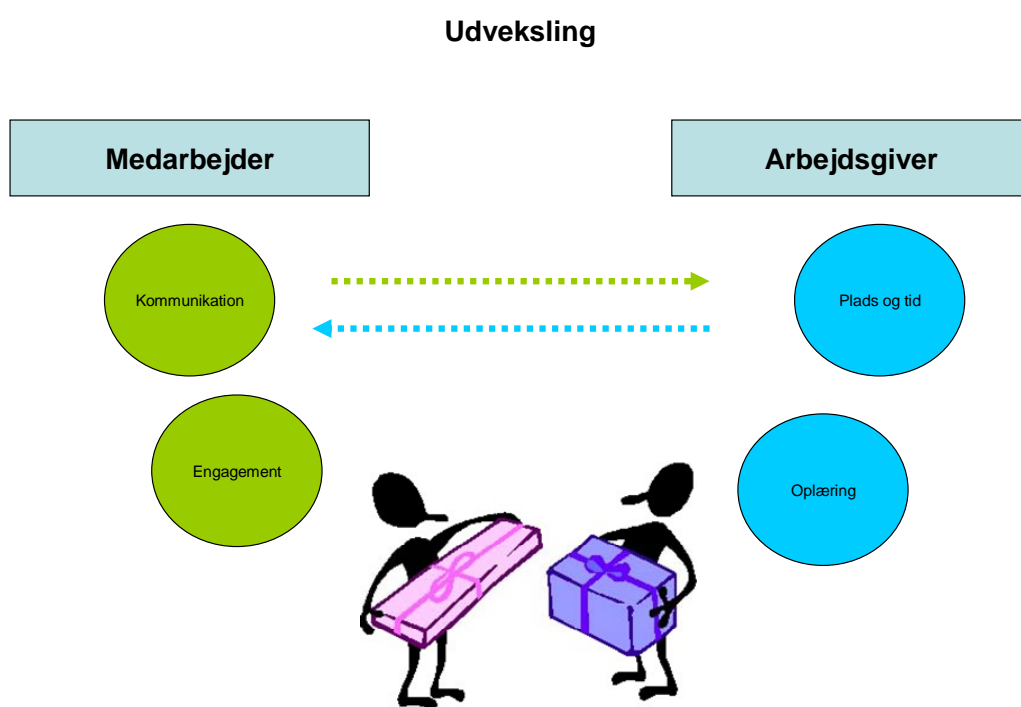 Udveksling
Medarbejder
Arbejdsgiver
Kommunikation
Plads og tid
Engagement
Oplæring